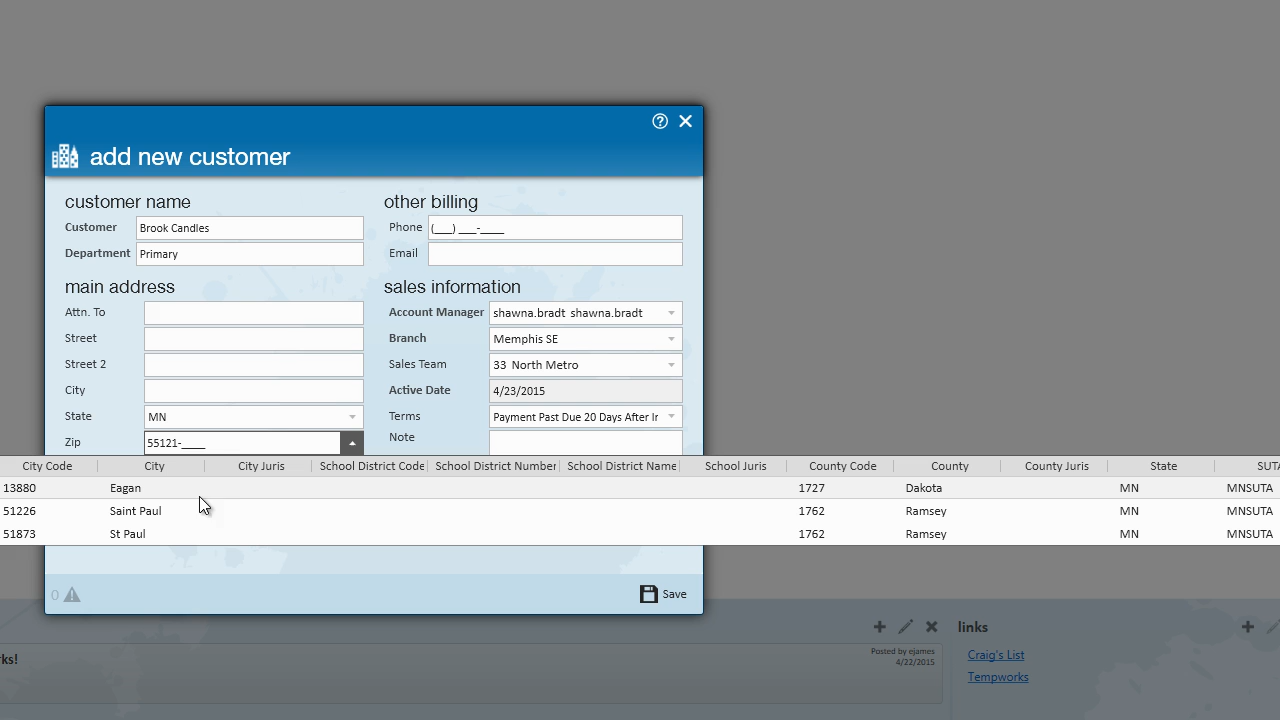 add new customer
customer name
Customer Brook Candles
Department Primary
main address
Attn. To
Street
Street 2
City
State MN
Zip 55121-____
other billing
Phone (___) ___-____
Email
sales information
Account Manager shawna.bradt shawna.bradt
Branch Memphis SE
Sales Team 33 North Metro
Active Date 4/23/2015
Terms Payment Past Due 20 Days After Ir
Note
City Code City City Juris School District Code School District Number School District Name School Juris County Code County County Juris State SUTA
13880 Eagan 1727 Dakota MN MNSUTA
51226 Saint Paul 1762 Ramsey MN MNSUTA
51873 St Paul 1762 Ramsey MN MNSUTA
0 Save
links
ks!
Posted by ejames
4/22/2015
Craig's List
Tempworks